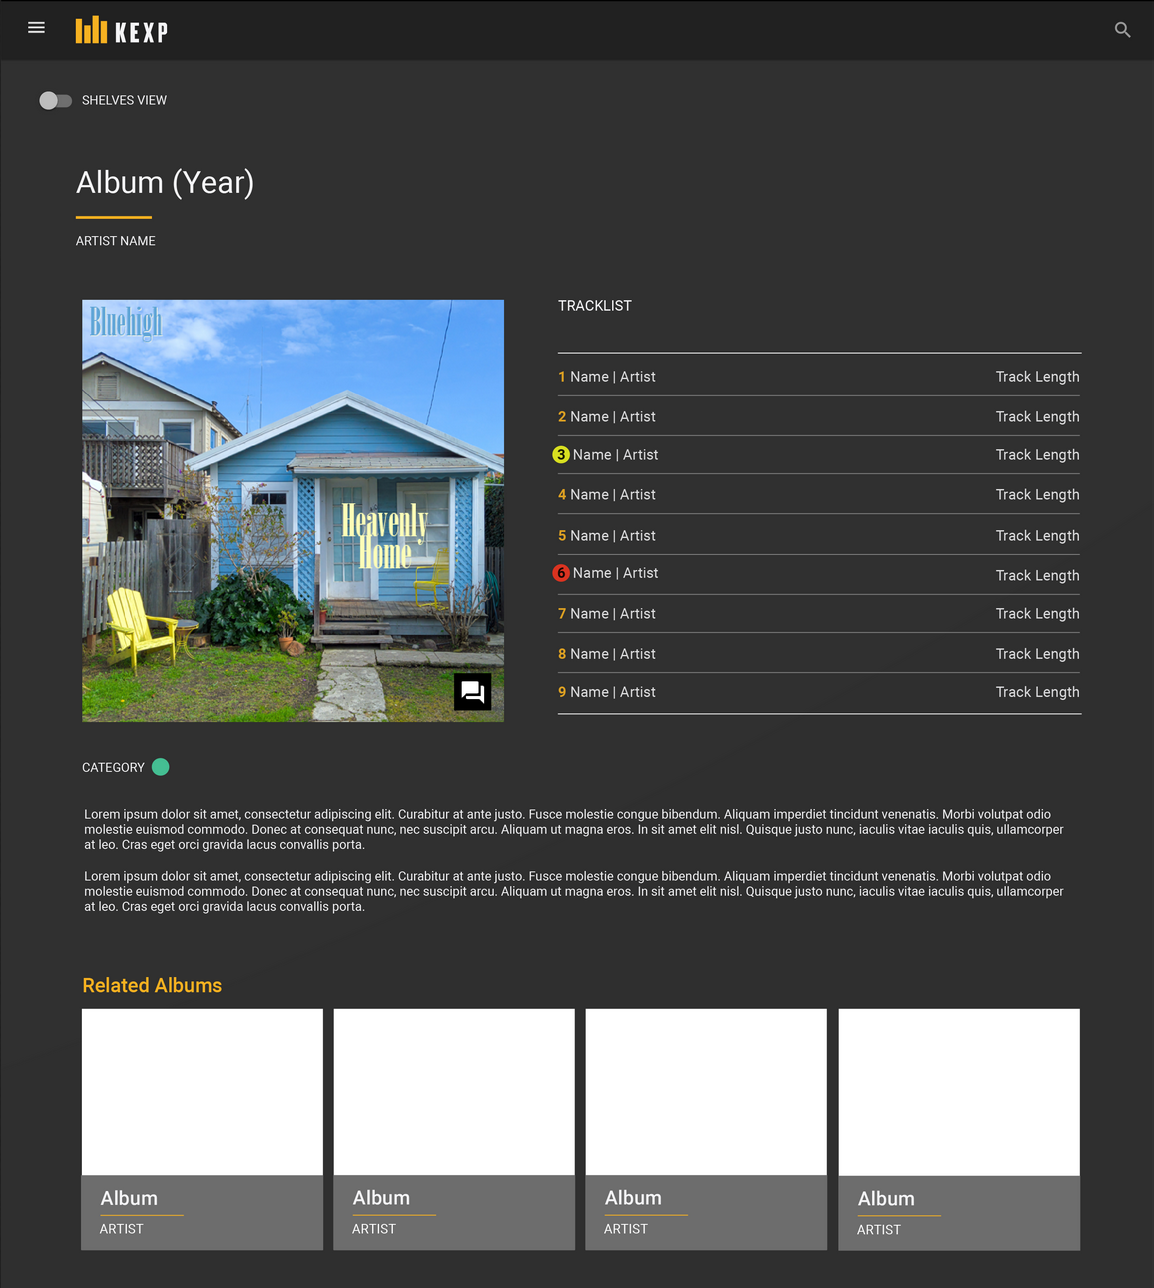 KEXP
SHELVES VIEW
Album (Year)
ARTIST NAME
Bluehigh
Heavenly
Home
TRACKLIST
1 Name | Artist Track Length
2 Name | Artist Track Length
3 Name | Artist Track Length
4 Name | Artist Track Length
5 Name | Artist Track Length
6 Name | Artist Track Length
7 Name | Artist Track Length
8 Name | Artist Track Length
9 Name | Artist Track Length
CATEGORY
Lorem ipsum dolor sit amet, consectetur adipiscing elit. Curabitur at ante justo. Fusce molestie congue bibendum. Aliquam imperdiet tincidunt venenatis. Morbi volutpat odio
molestie euismod commodo. Donec at consequat nunc, nec suscipit arcu. Aliquam ut magna eros. In sit amet elit nisl. Quisque justo nunc, iaculis vitae iaculis quis, ullamcorper
at leo. Cras eget orci gravida lacus convallis porta.
Lorem ipsum dolor sit amet, consectetur adipiscing elit. Curabitur at ante justo. Fusce molestie congue bibendum. Aliquam imperdiet tincidunt venenatis. Morbi volutpat odio
molestie euismod commodo. Donec at consequat nunc, nec suscipit arcu. Aliquam ut magna eros. In sit amet elit nisl. Quisque justo nunc, iaculis vitae iaculis quis, ullamcorper
at leo. Cras eget orci gravida lacus convallis porta.
Related Albums
Album
ARTIST
Album
ARTIST
Album
ARTIST
Album
ARTIST